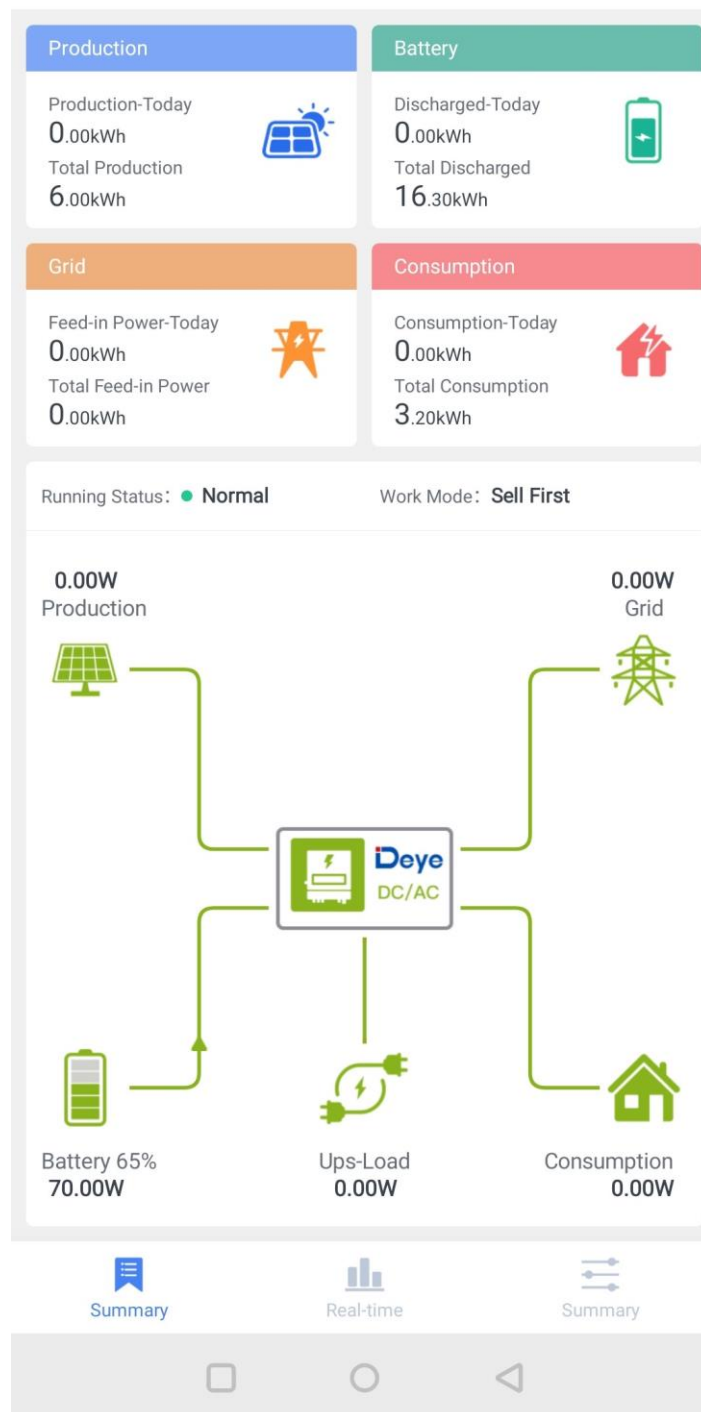 Production
Battery
Production-Today
0.00kWh
Total Production
6.00kWh
Discharged-Today
0.00kWh
Total Discharged
16.30kWh
Grid
Consumption
Feed-in Power-Today
0.00kWh
Total Feed-in Power
0.00kWh
Consumption-Today
0.00kWh
Total Consumption
3.20kWh
Running Status: Normal
Work Mode: Sell First
0.00W
Production
0.00W
Grid
Deye
DC/AC
Battery 65%
70.00W
Ups-Load
0.00W
Consumption
0.00W
Summary
Real-time
Summary